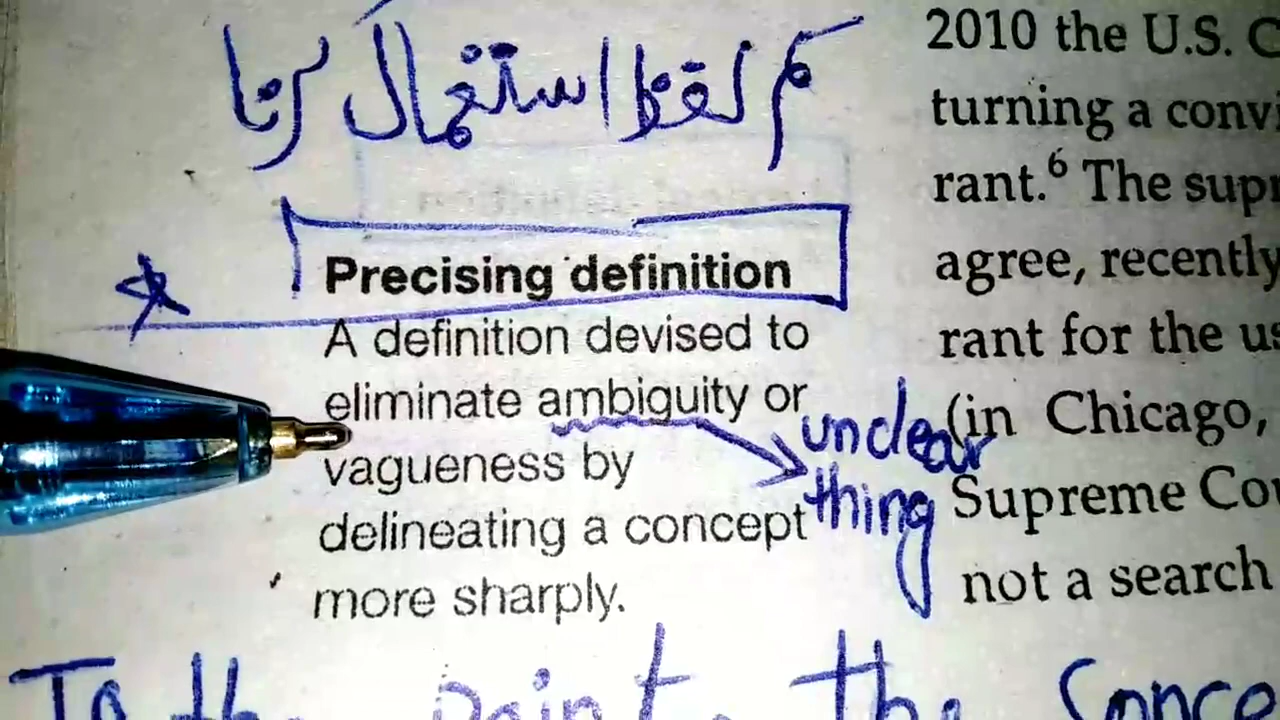 کم لفظ استعمال کرنا
Precising definition
A definition devised to
eliminate ambiguity or
vagueness by
delineating a concept
more sharply.
unclear
thing
2010 the U.S. C
turning a convi
rant.6 The supr
agree, recently
rant for the us
(in Chicago,
Supreme Cou
not a search
To the point, the conce